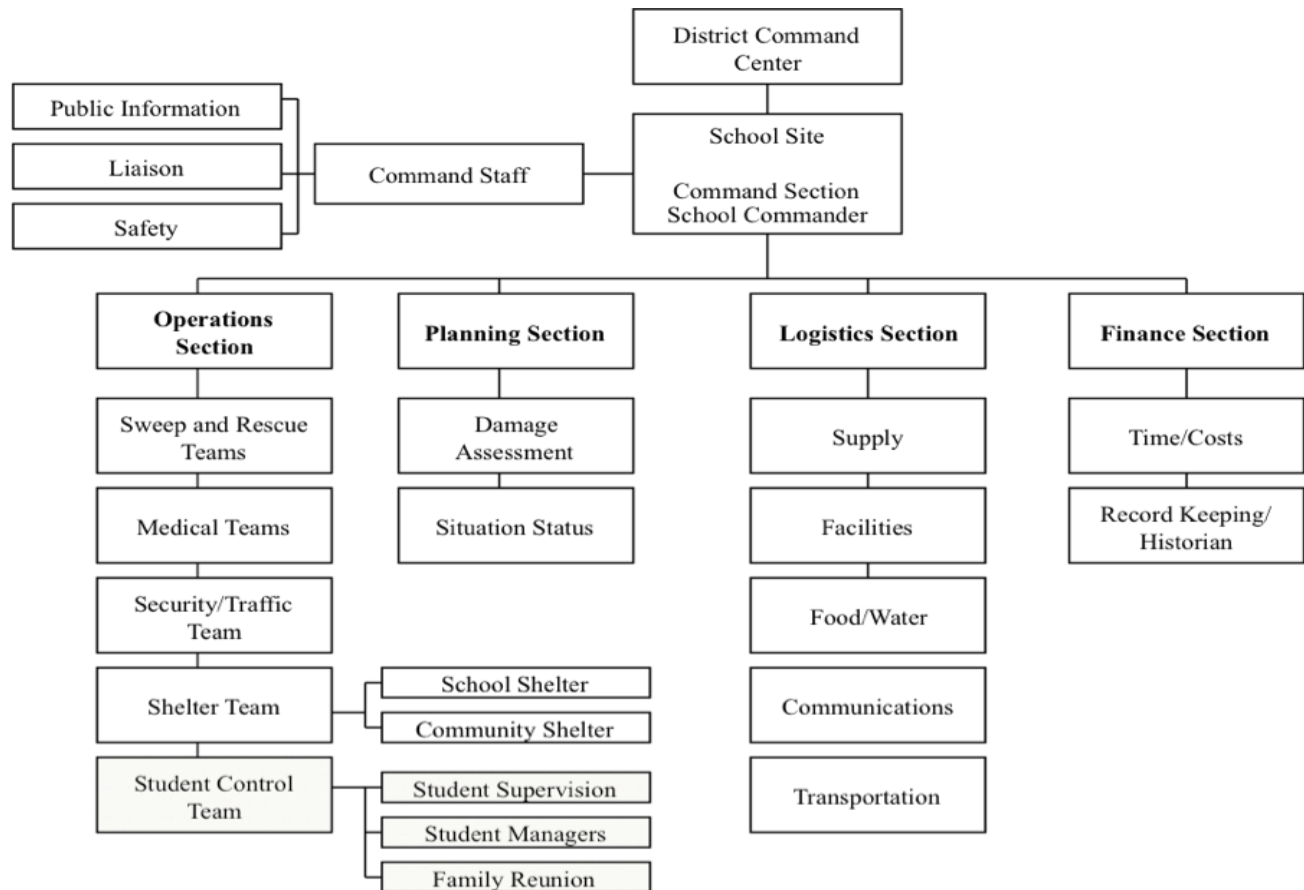 District Command
Center
Public Information
Liaison
Safety
Command Staff
School Site
Command Section
School Commander
Operations
Section
Planning Section
Logistics Section
Finance Section
Sweep and Rescue
Teams
Damage
Assessment
Supply
Time/Costs
Medical Teams
Situation Status
Facilities
Record Keeping/
Historian
Security/Traffic
Team
Food/Water
Shelter Team
School Shelter
Community Shelter
Communications
Student Control
Team
Student Supervision
Student Managers
Family Reunion
Transportation